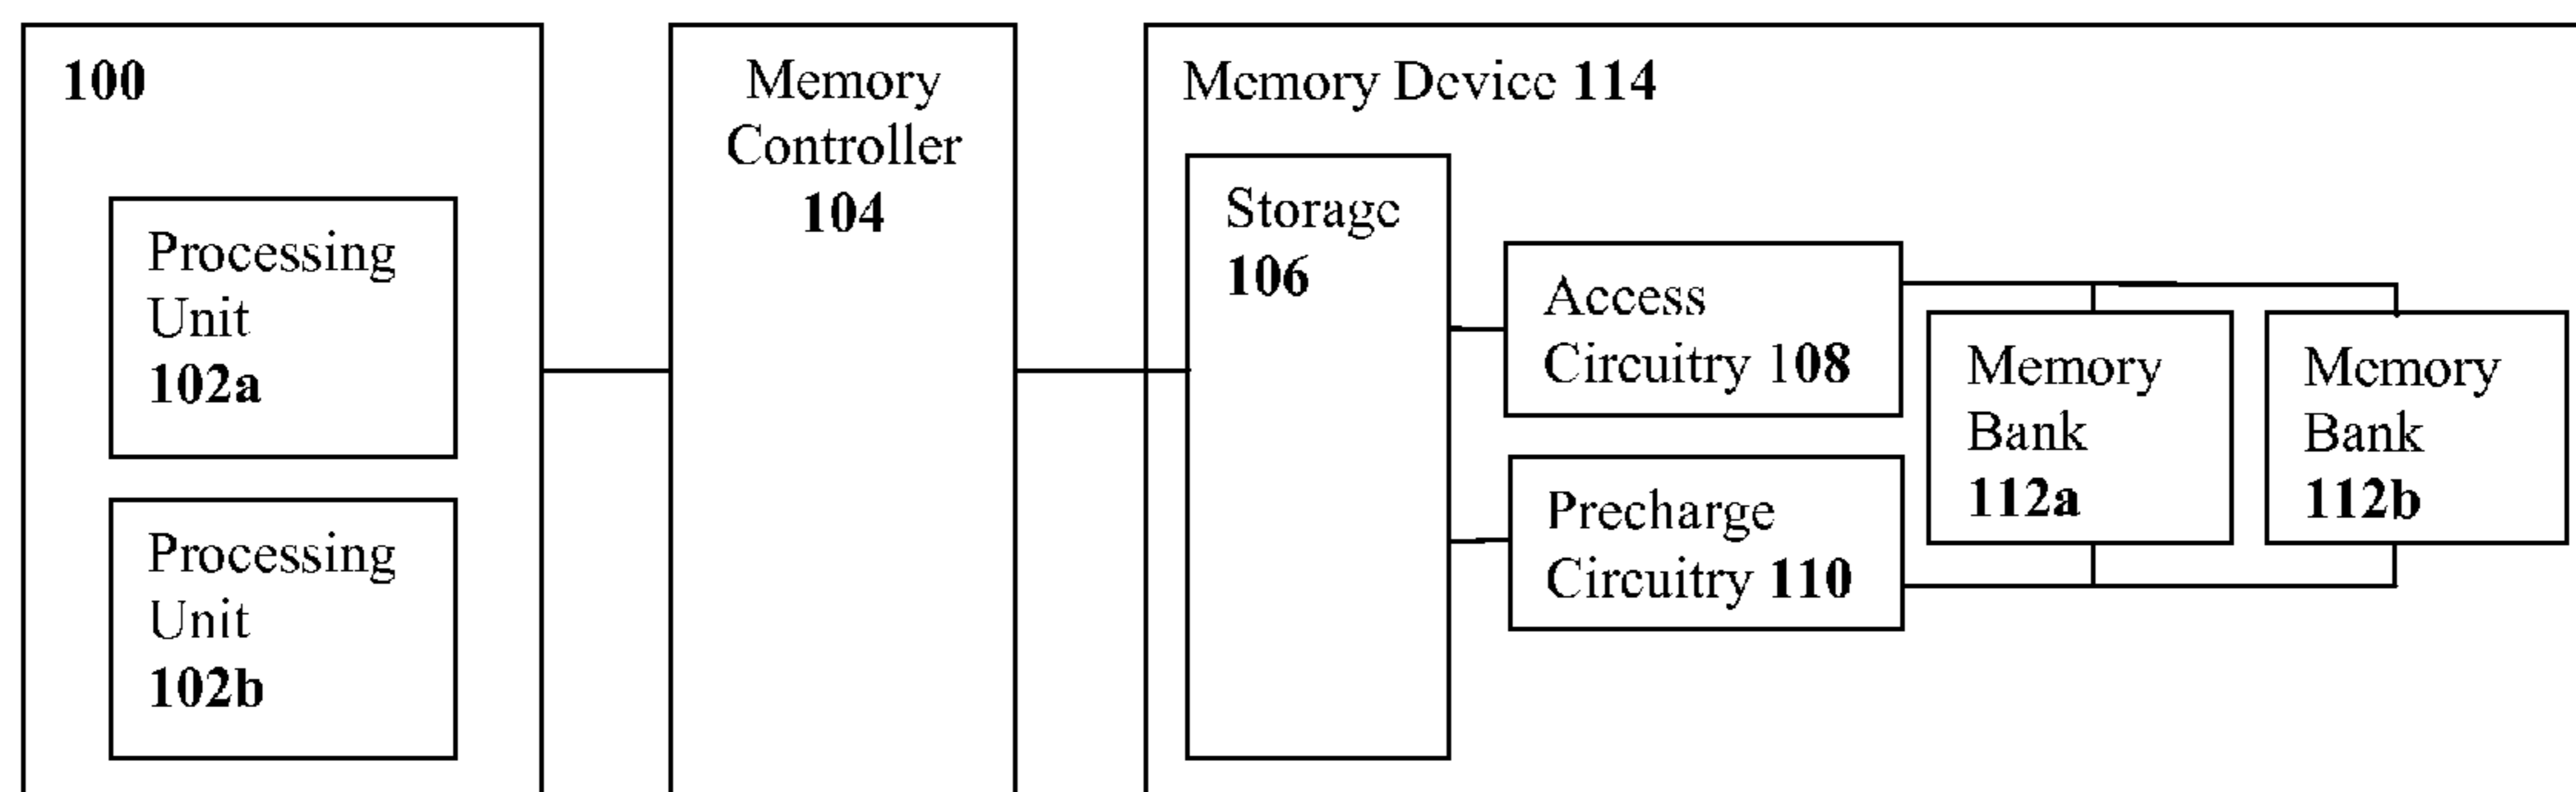 100
Processing
Unit
102a
Processing
Unit
102b
Memory
Controller
104
Memory Device 114
Storage
106
Access
Circuitry 108
Precharge
Circuitry 110
Memory
Bank
112a
Memory
Bank
112b